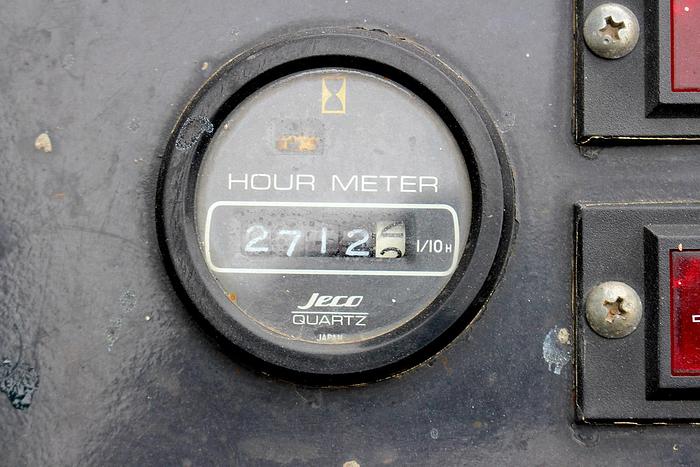 HOUR METER
2712 1/10 H
Jeco
QUARTZ
JAPAN